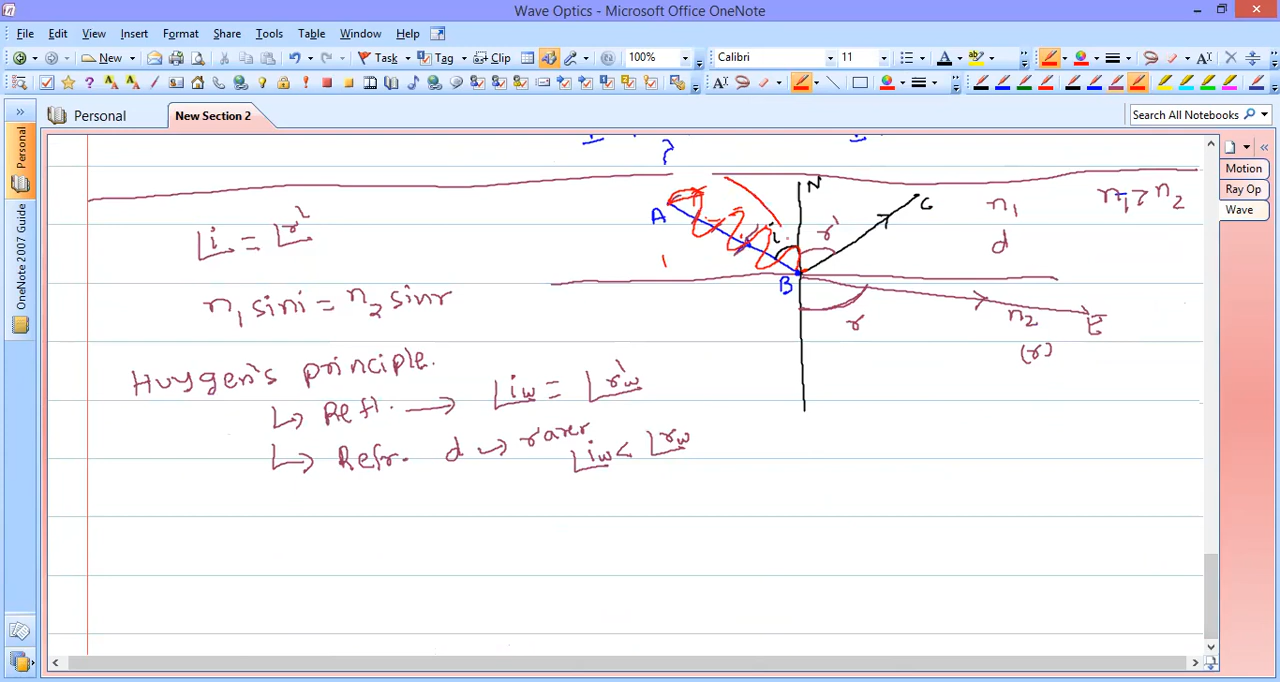 Wave Optics - Microsoft Office OneNote
File Edit View Insert Format Share Tools Table Window Help
New Task Tag Clip 100% Calibri 11
Personal New Section 2 Search All Notebooks
Personal
OneNote 2007 Guide
Motion
Ray Op
Wave
?
N
A
B
C
E
i
r'
r
n1
d
n1 > n2
n2
(r)
∠i = ∠r'
n1 sini = n2 sinr
Huygen's principle.
↳ Refl. → ∠iw = ∠r'w
↳ Refr. d → rarer
∠iw < ∠rw